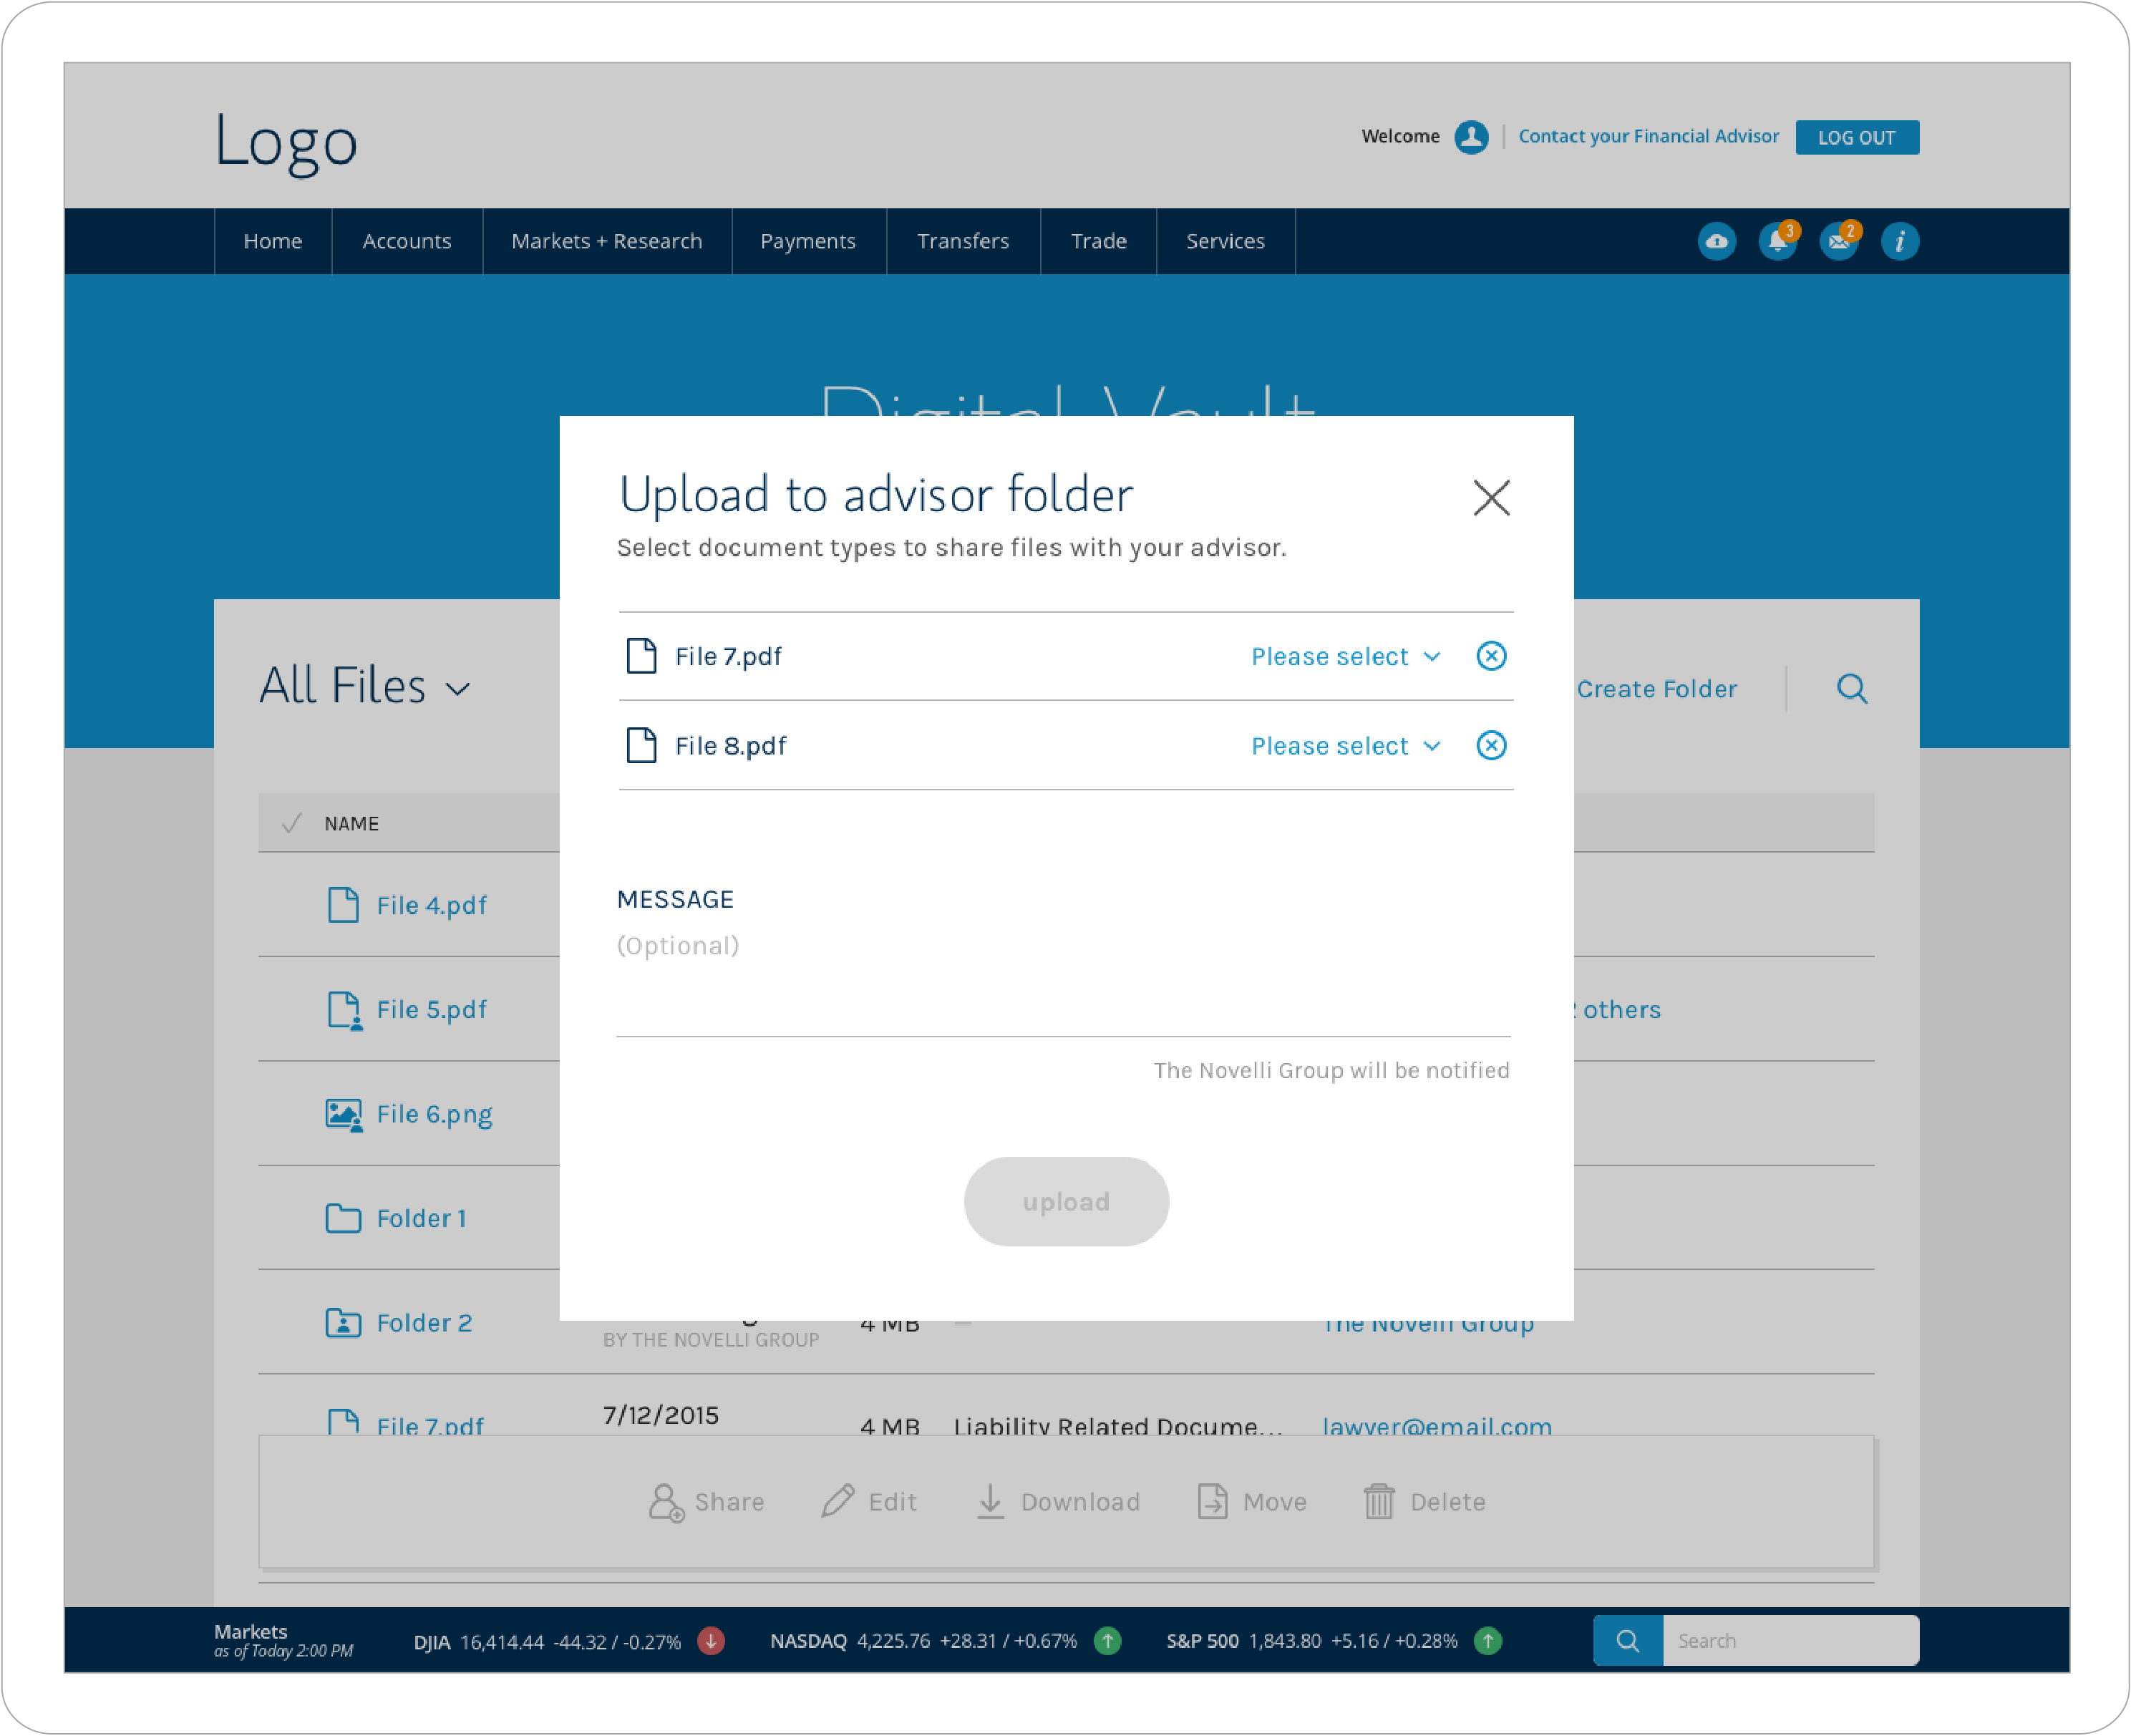 Logo
Welcome
Contact your Financial Advisor
LOG OUT
Home Accounts Markets + Research Payments Transfers Trade Services 3 2 i
Digital Vault
Upload to advisor folder
Select document types to share files with your advisor.
File 7.pdf Please select
File 8.pdf Please select
MESSAGE
(Optional)
The Novelli Group will be notified
upload
All Files
Create Folder
NAME
File 4.pdf
File 5.pdf
others
File 6.png
Folder 1
Folder 2
4 MB
The Novelli Group
BY THE NOVELLI GROUP
7/12/2015
File 7.pdf 4 MB Liability Related Docume... lawyer@email.com
Share Edit Download Move Delete
Markets
as of Today 2:00 PM
DJIA 16,414.44 -44.32 / -0.27%
NASDAQ 4,225.76 +28.31 / +0.67%
S&P 500 1,843.80 +5.16 / +0.28%
Search